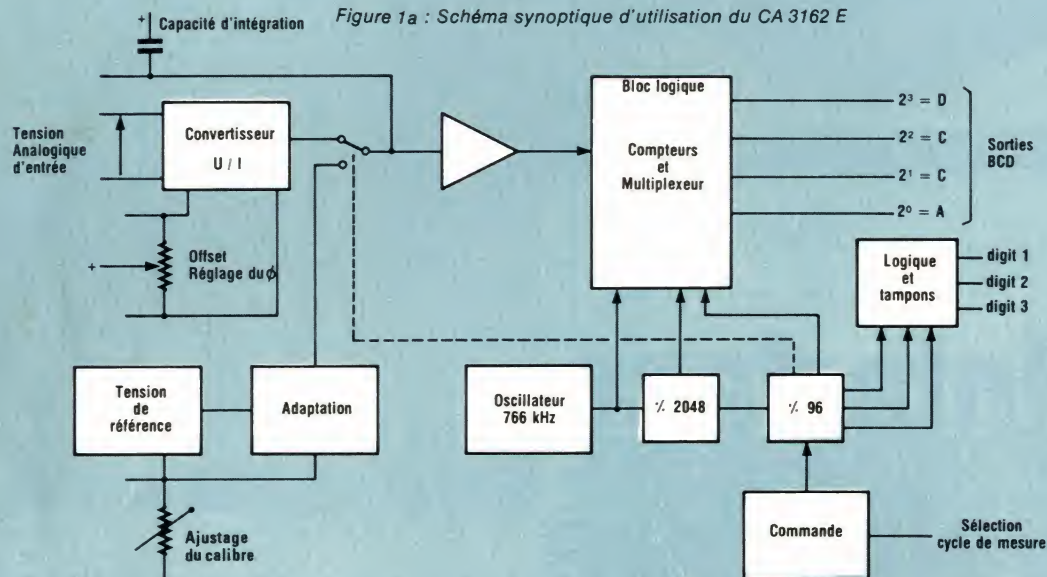 Figure 1a : Schéma synoptique d'utilisation du CA 3162 E
+ Capacité d'intégration
Tension
Analogique
d'entrée
Convertisseur
U / I
+
Offset
Réglage du ϕ
Bloc logique
Compteurs
et
Multiplexeur
2³ = D
2² = C
2¹ = C
2⁰ = A
Sorties
BCD
Logique
et
tampons
digit 1
digit 2
digit 3
Tension
de
référence
Adaptation
Oscillateur
766 kHz
٪ 2048
٪ 96
Ajustage
du calibre
Commande
Sélection
cycle de mesure